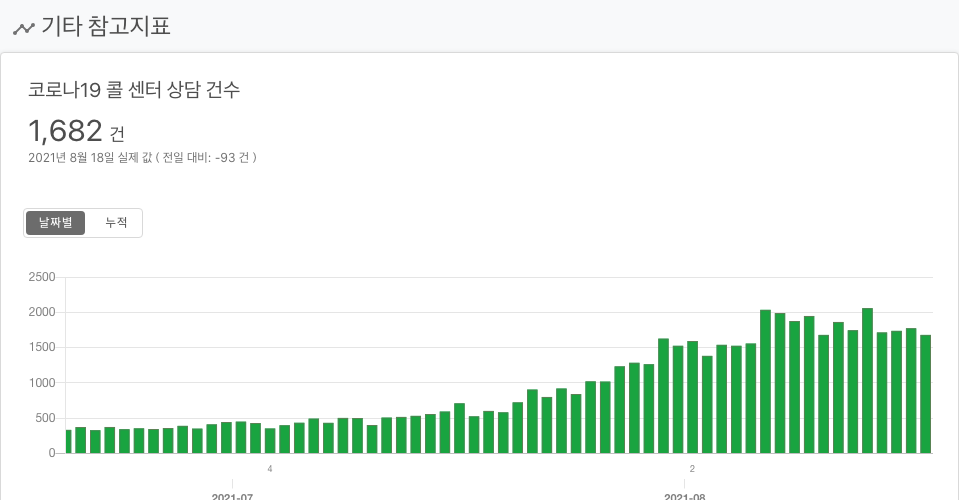 기타 참고지표
코로나19 콜 센터 상담 건수
1,682 건
2021년 8월 18일 실제 값 ( 전일 대비: -93 건 )
날짜별 누적
2500
2000
1500
1000
500
0
4 2
2021-07 2021-08